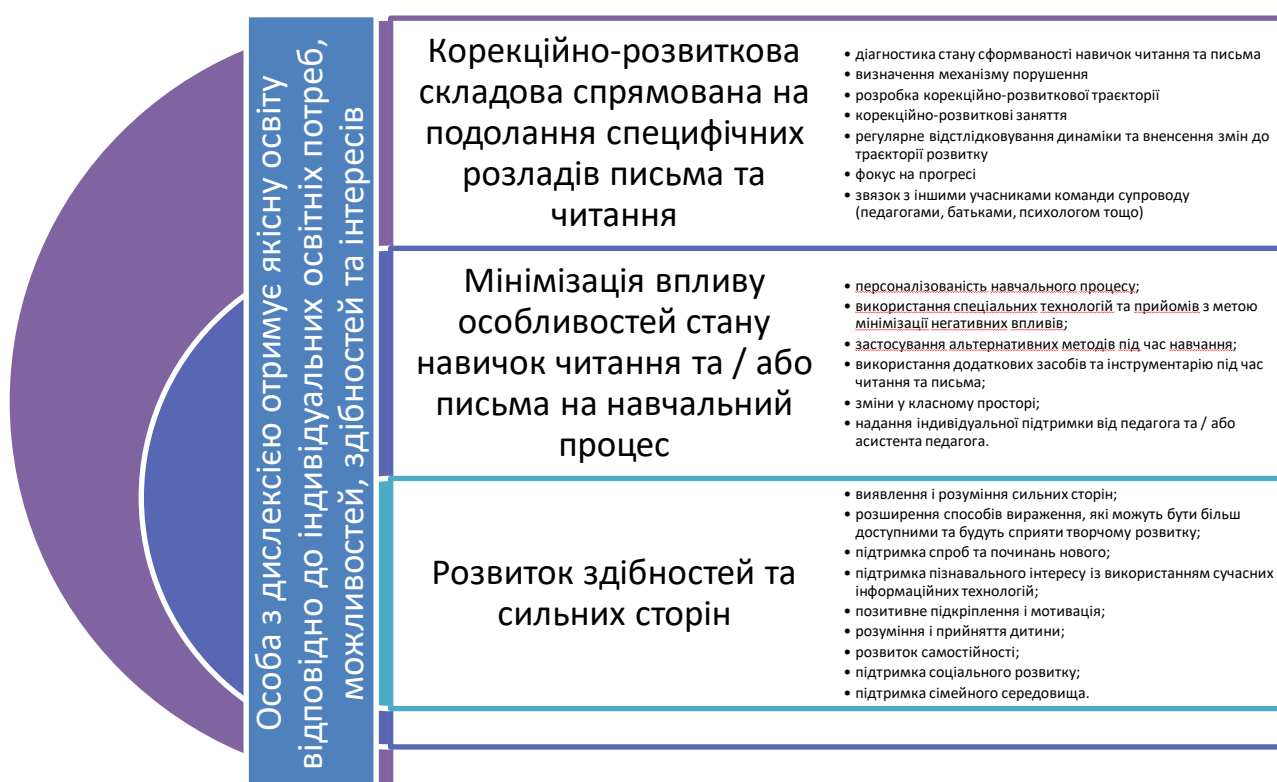 Особа з дислексією отримує якісну освіту
відповідно до індивідуальних освітніх потреб,
можливостей, здібностей та інтересів
Корекційно-розвиткова
складова спрямована на
подолання специфічних
розладів письма та
читання
• діагностика стану сформваності навичок читання та письма
• визначення механізму порушення
• розробка корекційно-розвиткової траєкторії
• корекційно-розвиткові заняття
• регулярне відстлідковування динаміки та вненсення змін до
траєкторії розвитку
• фокус на прогресі
• звязок з іншими учасниками команди супроводу
(педагогами, батьками, психологом тощо)
Мінімізація впливу
особливостей стану
навичок читання та / або
письма на навчальний
процес
• персоналізованість навчального процесу;
• використання спеціальних технологій та прийомів з метою
мінімізації негативних впливів;
• застосування альтернативних методів під час навчання;
• використання додаткових засобів та інструментарію під час
читання та письма;
• зміни у класному просторі;
• надання індивідуальної підтримки від педагога та / або
асистента педагога.
Розвиток здібностей та
сильних сторін
• виявлення і розуміння сильних сторін;
• розширення способів вираження, які можуть бути більш
доступними та будуть сприяти творчому розвитку;
• підтримка спроб та починань нового;
• підтримка пізнавального інтересу із використанням сучасних
інформаційних технологій;
• позитивне підкріплення і мотивація;
• розуміння і прийняття дитини;
• розвиток самостійності;
• підтримка соціального розвитку;
• підтримка сімейного середовища.